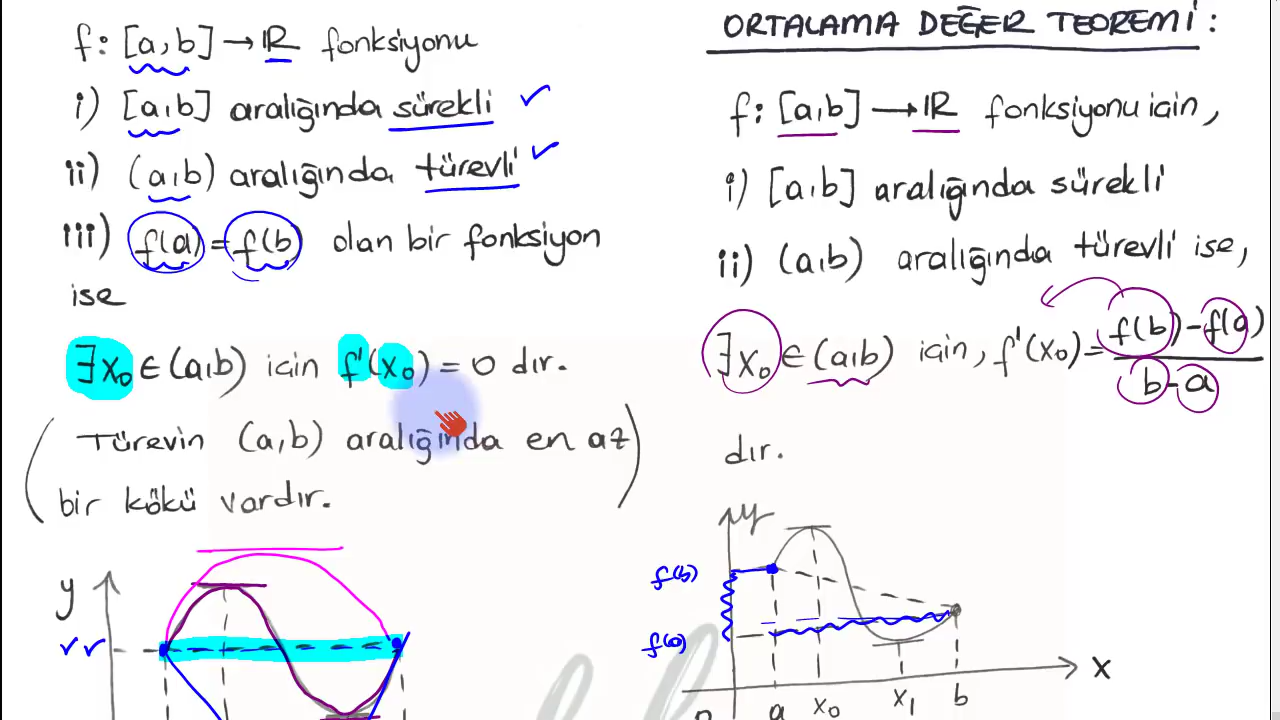 f: [a,b] → IR fonksiyonu
i) [a,b] aralığında sürekli ✓
ii) (a,b) aralığında türevli ✓
iii) f(a) = f(b) olan bir fonksiyon
ise
∃x₀ ∈ (a,b) için f'(x₀) = 0 dır.
( Türevin (a,b) aralığında en az
bir kökü vardır. )
y
ORTALAMA DEĞER TEOREMİ :
f: [a,b] → IR fonksiyonu için,
i) [a,b] aralığında sürekli
ii) (a,b) aralığında türevli ise,
∃x₀ ∈ (a,b) için, f'(x₀) = f(b) - f(a) / b - a
dır.
y
f(b)
f(a)
x
a x₀ x₁ b